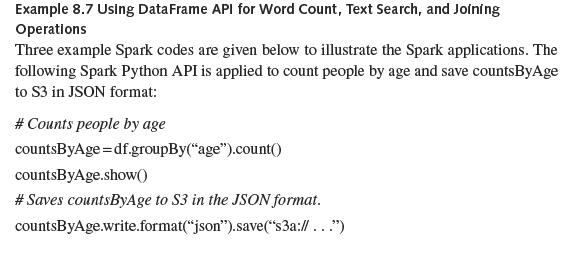 Example 8.7 Using DataFrame API for Word Count, Text Search, and Joining
Operations
Three example Spark codes are given below to illustrate the Spark applications. The
following Spark Python API is applied to count people by age and save countsByAge
to S3 in JSON format:
# Counts people by age
countsByAge=df.groupBy(“age”).count()
countsByAge.show()
# Saves countsByAge to S3 in the JSON format.
countsByAge.write.format(“json”).save(“s3a:// . . .”)